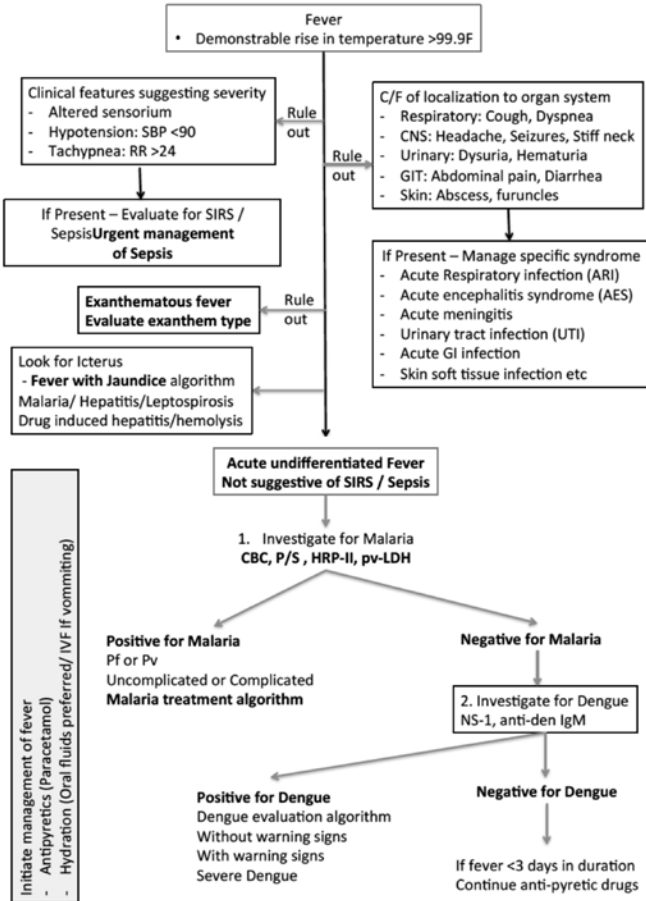 Fever
• Demonstrable rise in temperature >99.9F
Clinical features suggesting severity
- Altered sensorium
- Hypotension: SBP <90
- Tachypnea: RR >24
Rule
out
C/F of localization to organ system
- Respiratory: Cough, Dyspnea
- CNS: Headache, Seizures, Stiff neck
- Urinary: Dysuria, Hematuria
- GIT: Abdominal pain, Diarrhea
- Skin: Abscess, furuncles
Rule
out
If Present – Evaluate for SIRS /
SepsisUrgent management
of Sepsis
If Present – Manage specific syndrome
- Acute Respiratory infection (ARI)
- Acute encephalitis syndrome (AES)
- Acute meningitis
- Urinary tract infection (UTI)
- Acute GI infection
- Skin soft tissue infection etc
Exanthematous fever
Evaluate exanthem type
Rule
out
Look for Icterus
- Fever with Jaundice algorithm
Malaria/ Hepatitis/Leptospirosis
Drug induced hepatitis/hemolysis
Acute undifferentiated Fever
Not suggestive of SIRS / Sepsis
1. Investigate for Malaria
CBC, P/S , HRP-II, pv-LDH
Positive for Malaria
Pf or Pv
Uncomplicated or Complicated
Malaria treatment algorithm
Negative for Malaria
2. Investigate for Dengue
NS-1, anti-den IgM
Positive for Dengue
Dengue evaluation algorithm
Without warning signs
With warning signs
Severe Dengue
Negative for Dengue
If fever <3 days in duration
Continue anti-pyretic drugs
Initiate management of fever
- Antipyretics (Paracetamol)
- Hydration (Oral fluids preferred/ IVF If vommiting)